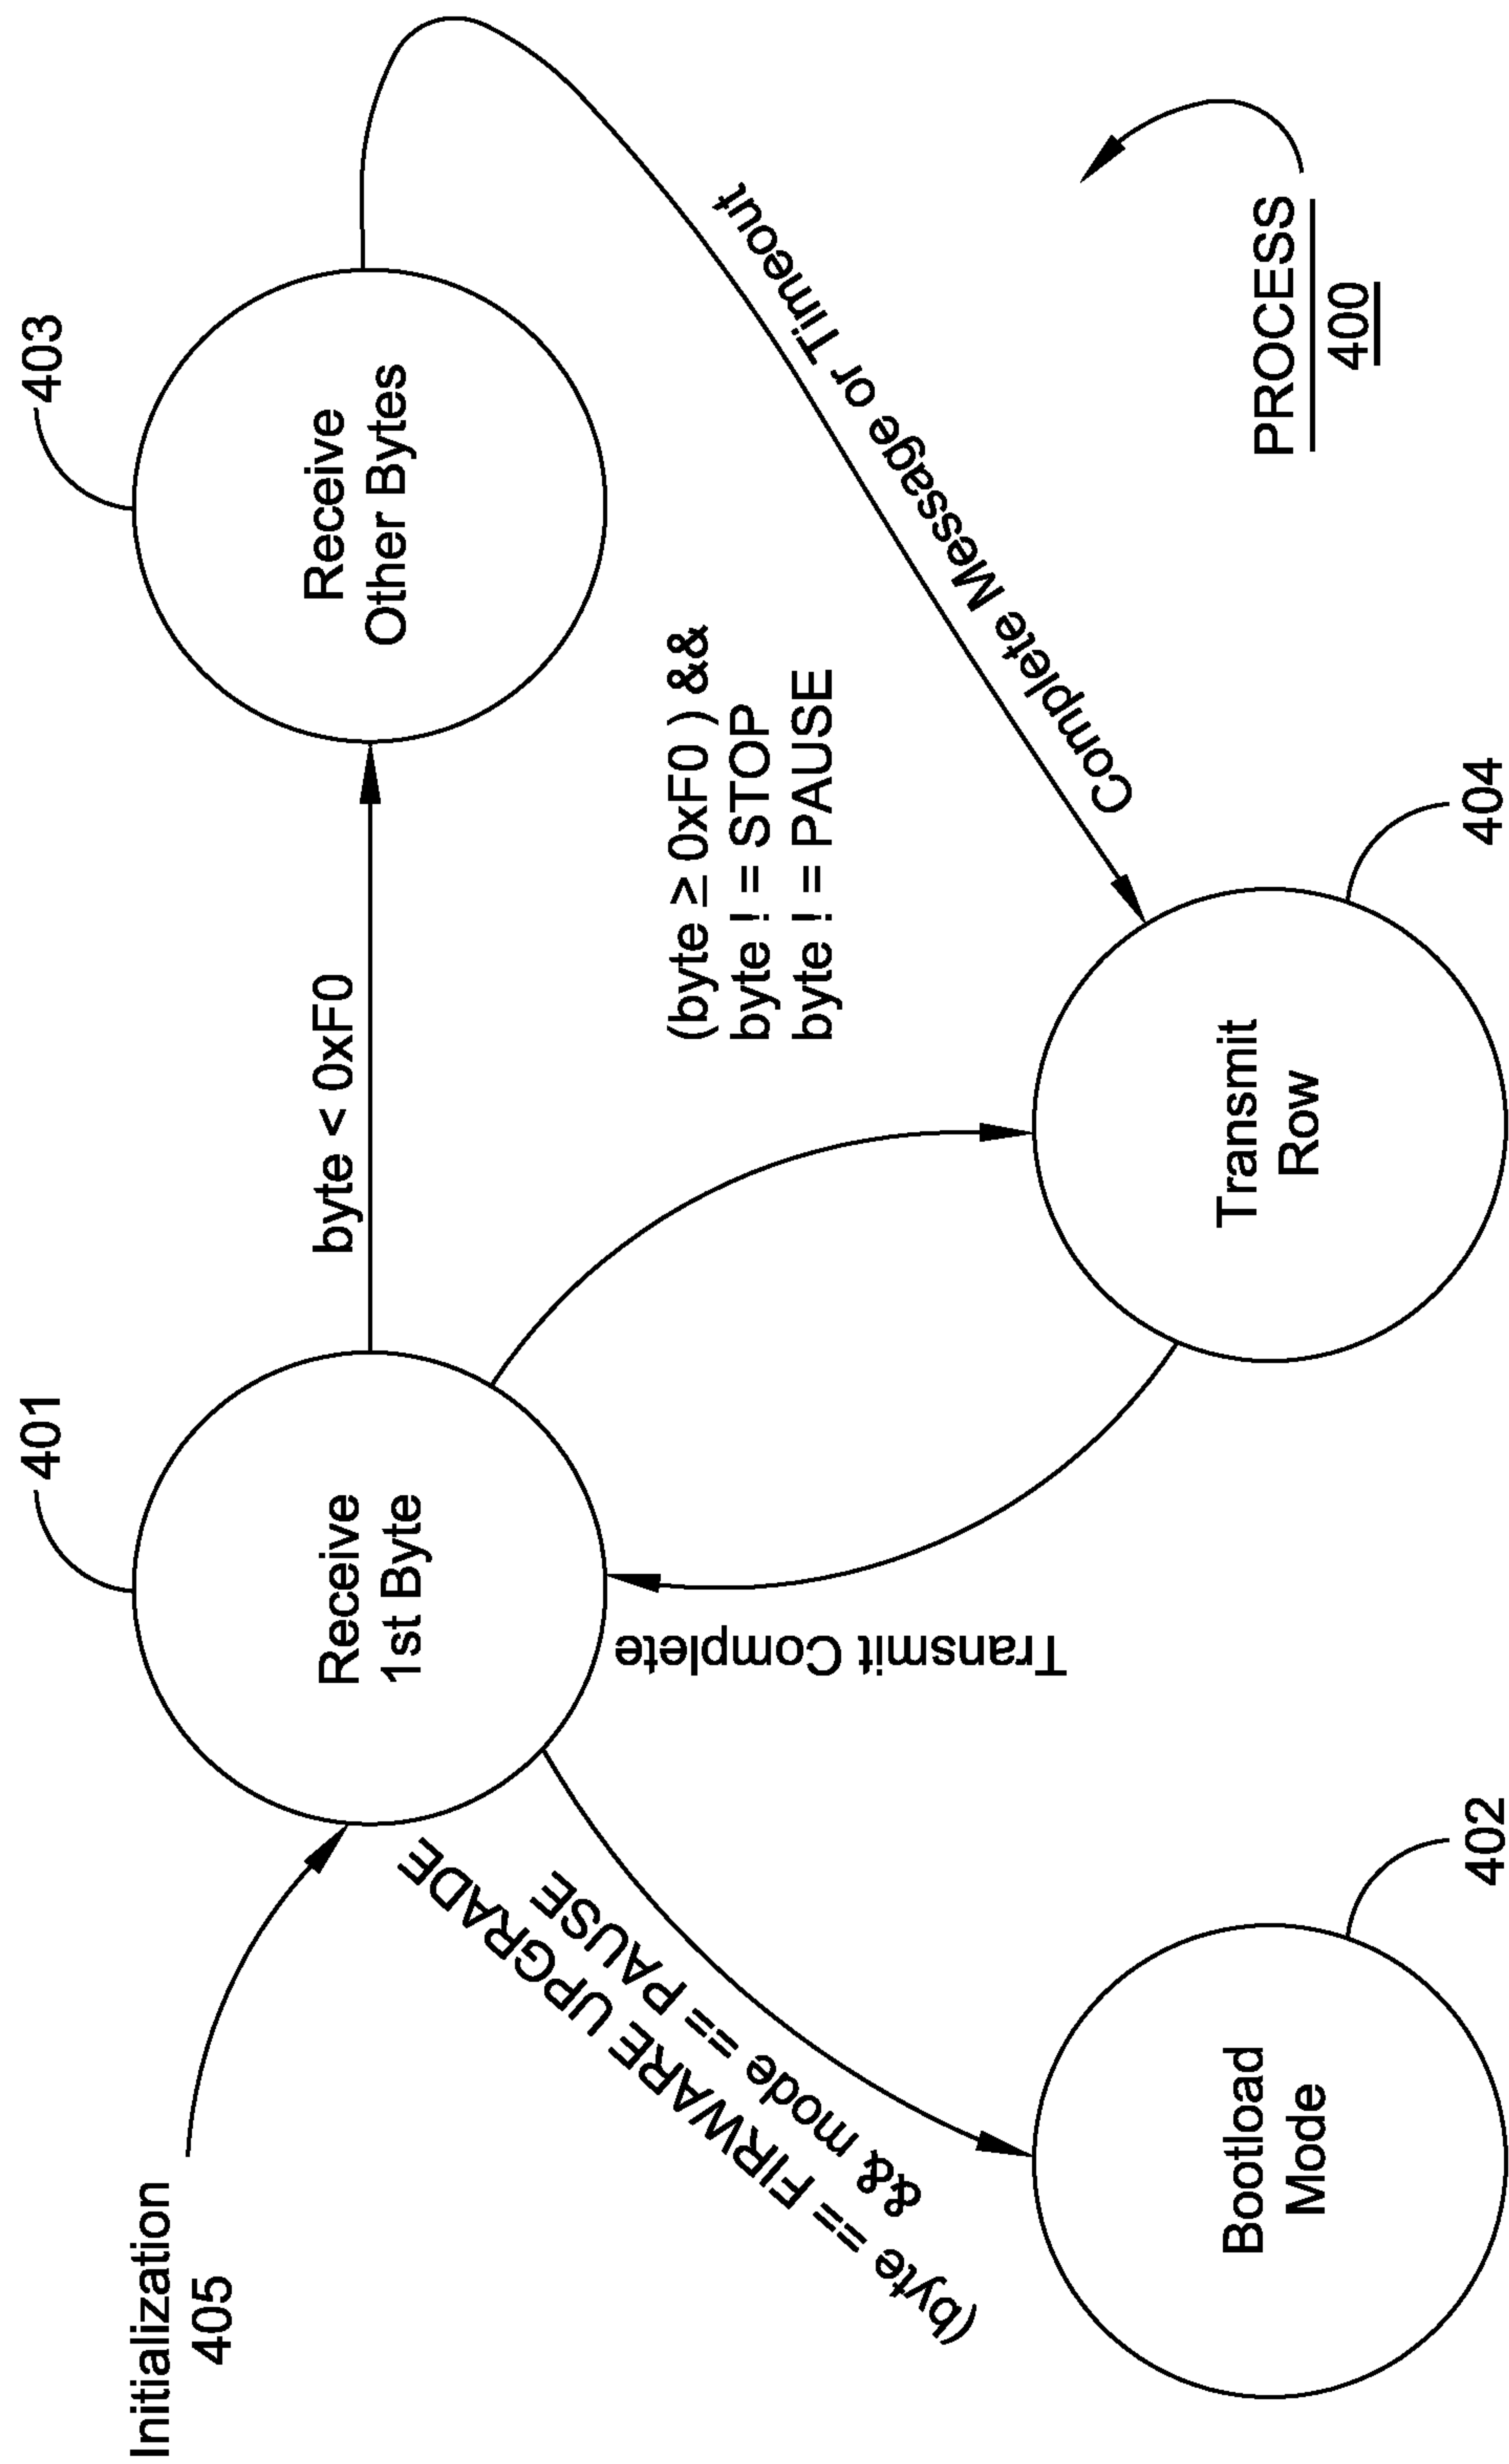 Initialization
405
401
Receive
1st Byte
byte < 0xF0
403
Receive
Other Bytes
(byte == FIRWARE UPGRADE
&& mode == PAUSE
Transmit Complete
(byte ≥ 0xF0 ) &&
byte ! = STOP
byte ! = PAUSE
Complete Message or Timeout
Bootload
Mode
402
Transmit
Row
404
PROCESS
400